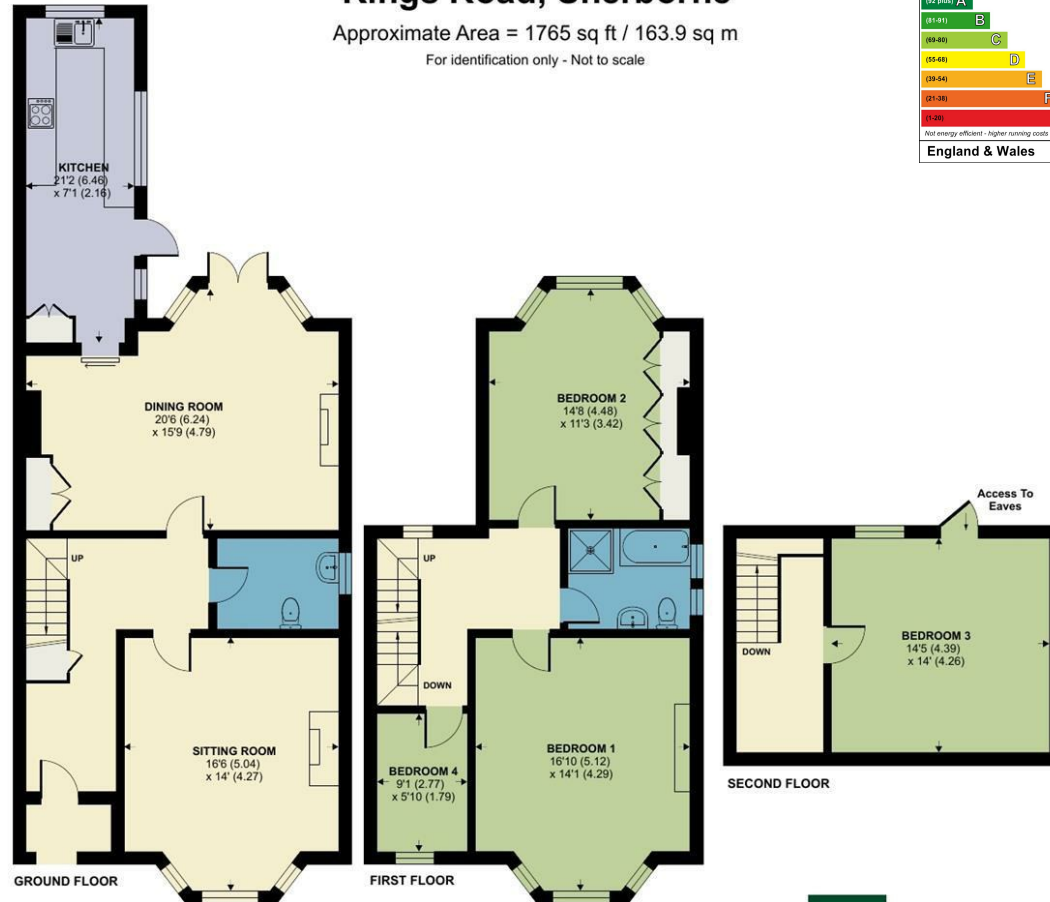 Kings Road, Sherborne
Approximate Area = 1765 sq ft / 163.9 sq m
For identification only - Not to scale
(92 plus) A
(81-91) B
(69-80) C
(55-68) D
(39-54) E
(21-38) F
(1-20)
Not energy efficient - higher running costs
England & Wales
KITCHEN
21'2 (6.46)
x 7'1 (2.16)
DINING ROOM
20'6 (6.24)
x 15'9 (4.79)
UP
SITTING ROOM
16'6 (5.04)
x 14' (4.27)
GROUND FLOOR
BEDROOM 2
14'8 (4.48)
x 11'3 (3.42)
UP
DOWN
BEDROOM 4
9'1 (2.77)
x 5'10 (1.79)
BEDROOM 1
16'10 (5.12)
x 14'1 (4.29)
FIRST FLOOR
Access To
Eaves
DOWN
BEDROOM 3
14'5 (4.39)
x 14' (4.26)
SECOND FLOOR